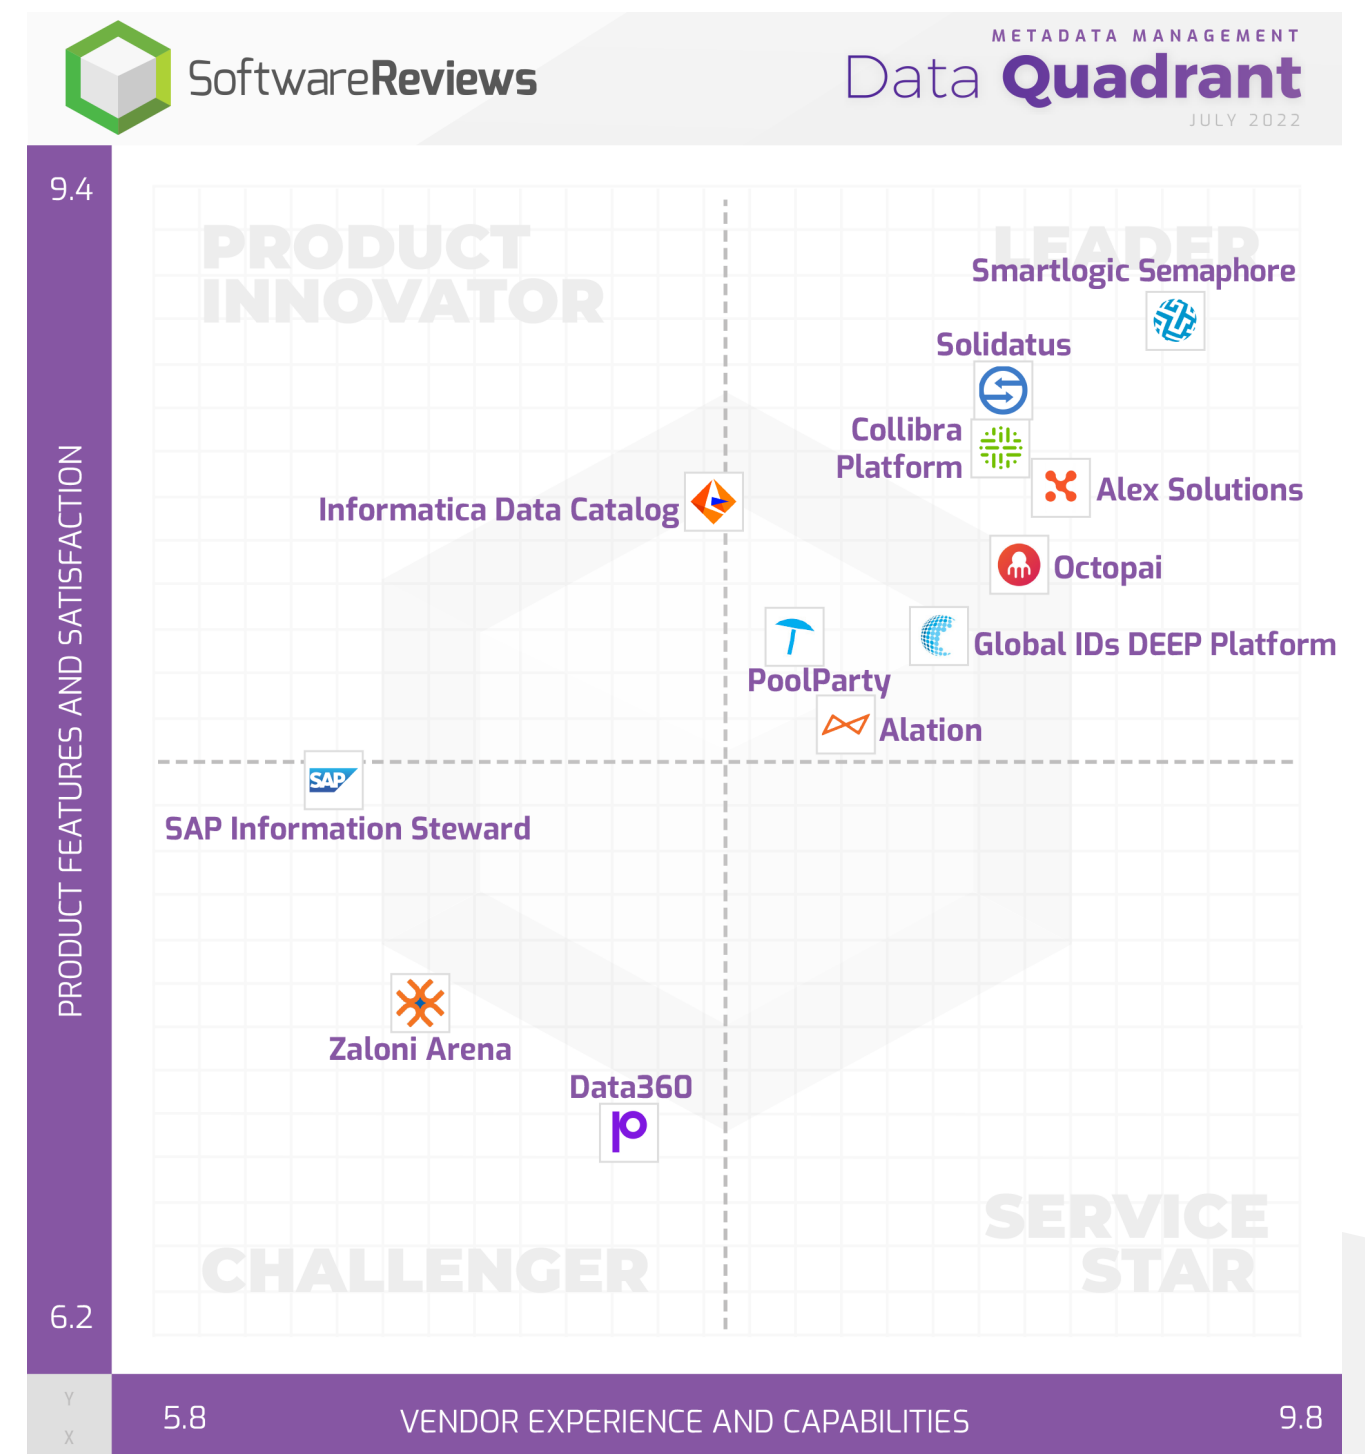 SoftwareReviews
METADATA MANAGEMENT
Data Quadrant
JULY 2022
9.4
PRODUCT
INNOVATOR
LEADER
Smartlogic Semaphore
Solidatus
Collibra
Platform
Alex Solutions
Informatica Data Catalog
Octopai
Global IDs DEEP Platform
PoolParty
Alation
SAP
SAP Information Steward
Zaloni Arena
Data360
SERVICE
STAR
CHALLENGER
PRODUCT FEATURES AND SATISFACTION
6.2
Y
X
5.8
VENDOR EXPERIENCE AND CAPABILITIES
9.8